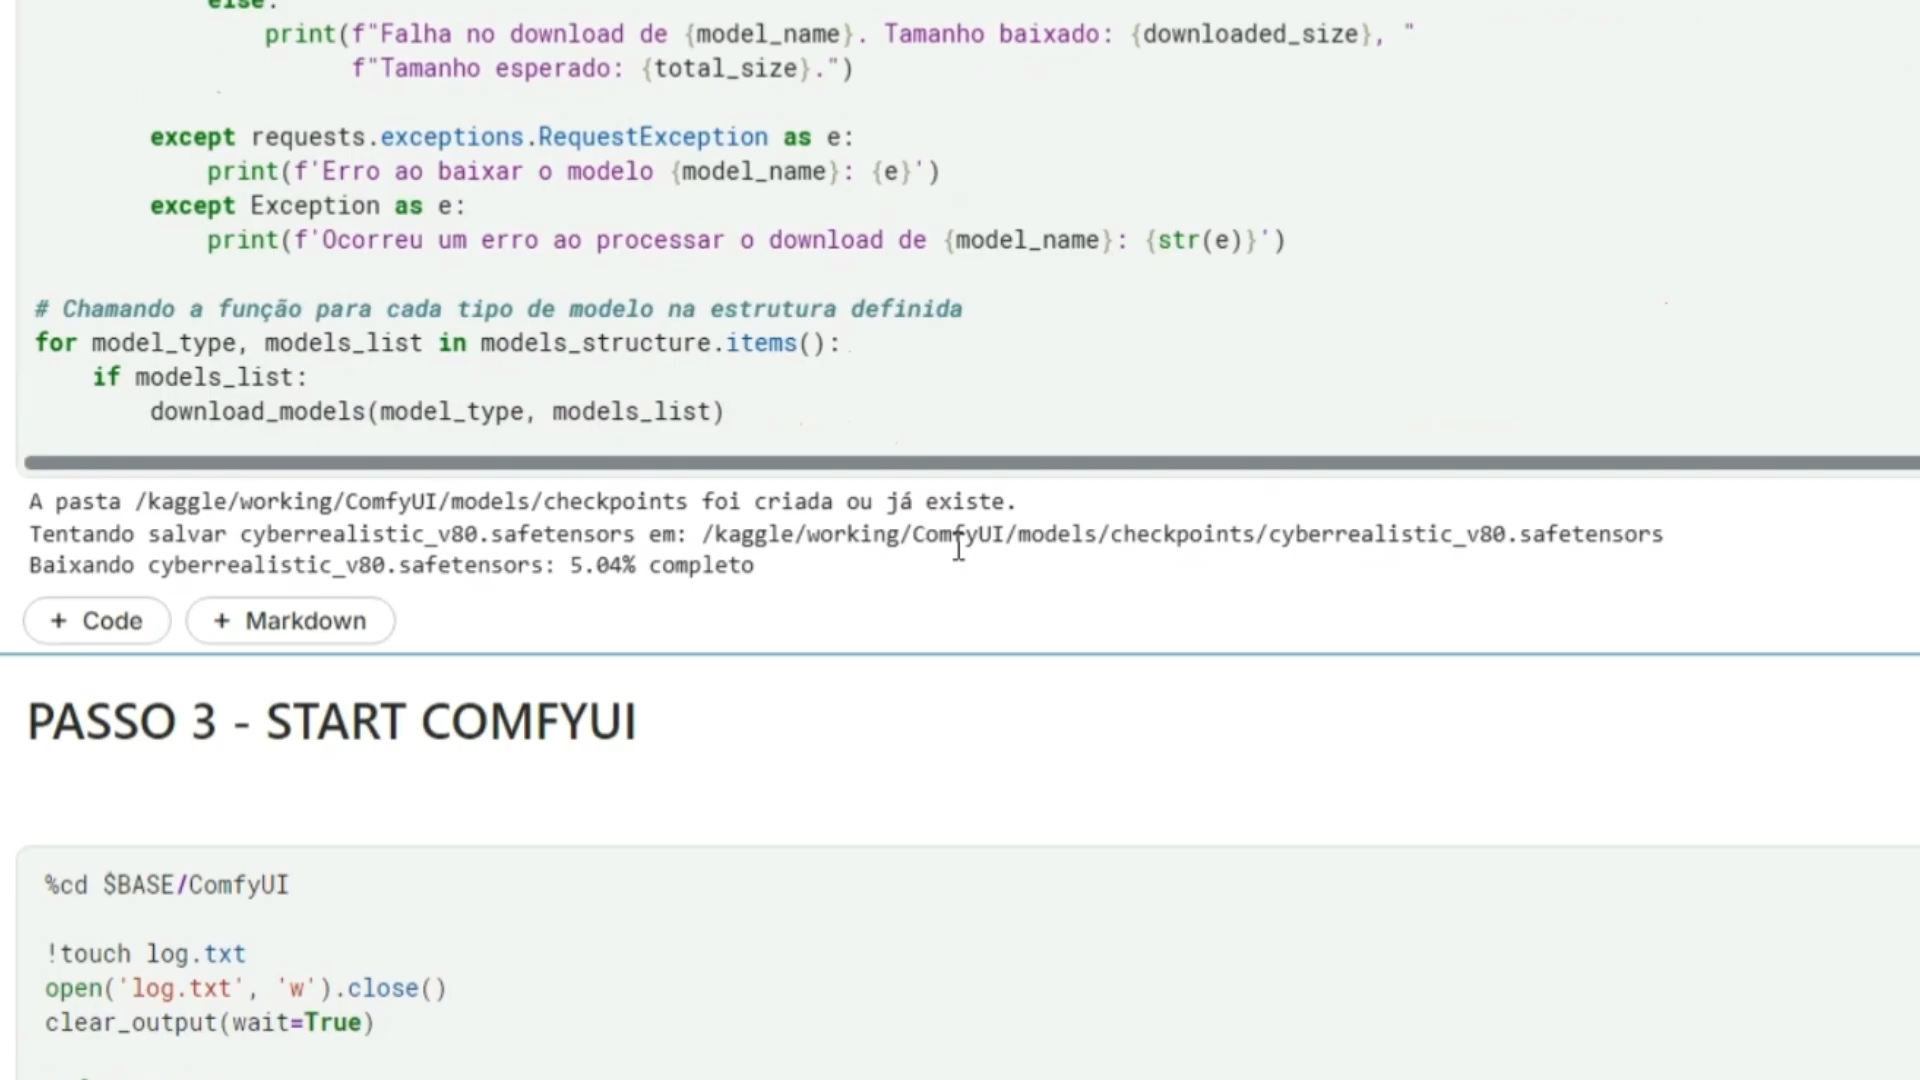 else:
print(f"Falha no download de {model_name}. Tamanho baixado: {downloaded_size}, "
f"Tamanho esperado: {total_size}.")
except requests.exceptions.RequestException as e:
print(f'Erro ao baixar o modelo {model_name}: {e}')
except Exception as e:
print(f'Ocorreu um erro ao processar o download de {model_name}: {str(e)}')
# Chamando a função para cada tipo de modelo na estrutura definida
for model_type, models_list in models_structure.items():
if models_list:
download_models(model_type, models_list)
A pasta /kaggle/working/ComfyUI/models/checkpoints foi criada ou já existe.
Tentando salvar cyberrealistic_v80.safetensors em: /kaggle/working/ComfyUI/models/checkpoints/cyberrealistic_v80.safetensors
Baixando cyberrealistic_v80.safetensors: 5.04% completo
+ Code + Markdown
PASSO 3 - START COMFYUI
%cd $BASE/ComfyUI
!touch log.txt
open('log.txt', 'w').close()
clear_output(wait=True)